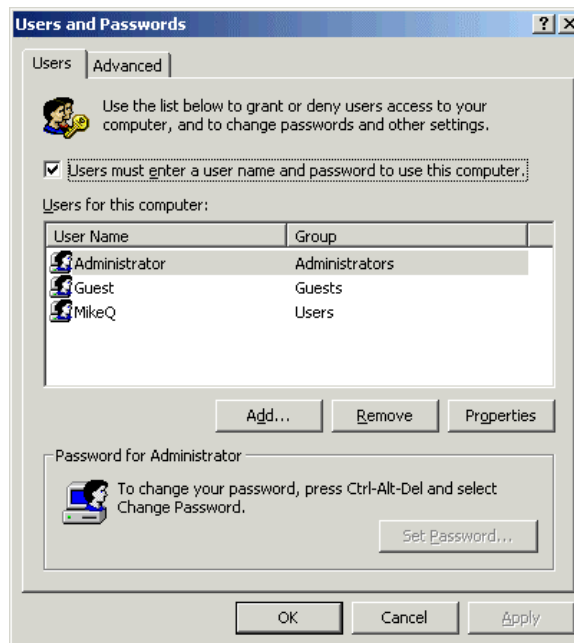 Users and Passwords
Users
Advanced
Use the list below to grant or deny users access to your
computer, and to change passwords and other settings.
Users must enter a user name and password to use this computer.
Users for this computer:
User Name Group
Administrator Administrators
Guest Guests
MikeQ Users
Add... Remove Properties
Password for Administrator
To change your password, press Ctrl-Alt-Del and select
Change Password.
Set Password...
OK Cancel Apply